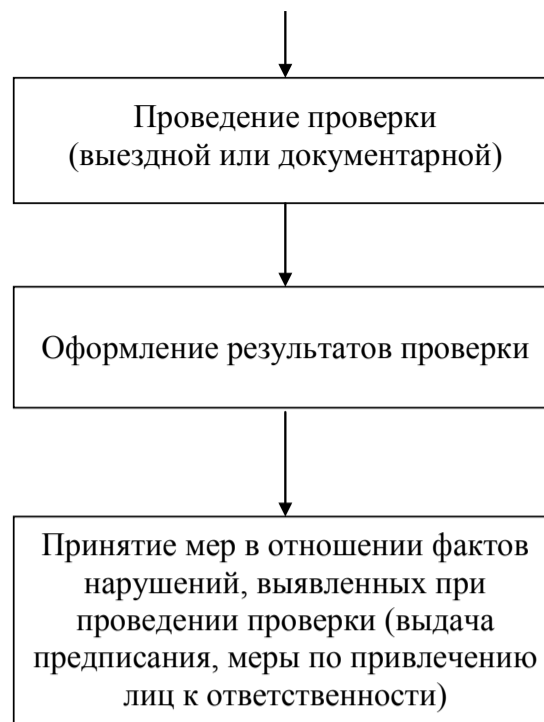 Проведение проверки
(выездной или документарной)
Оформление результатов проверки
Принятие мер в отношении фактов
нарушений, выявленных при
проведении проверки (выдача
предписания, меры по привлечению
лиц к ответственности)